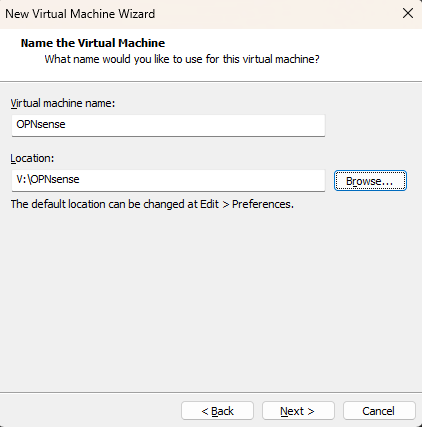 New Virtual Machine Wizard
Name the Virtual Machine
What name would you like to use for this virtual machine?
Virtual machine name:
OPNsense
Location:
V:\OPNsense
Browse...
The default location can be changed at Edit > Preferences.
< Back
Next >
Cancel